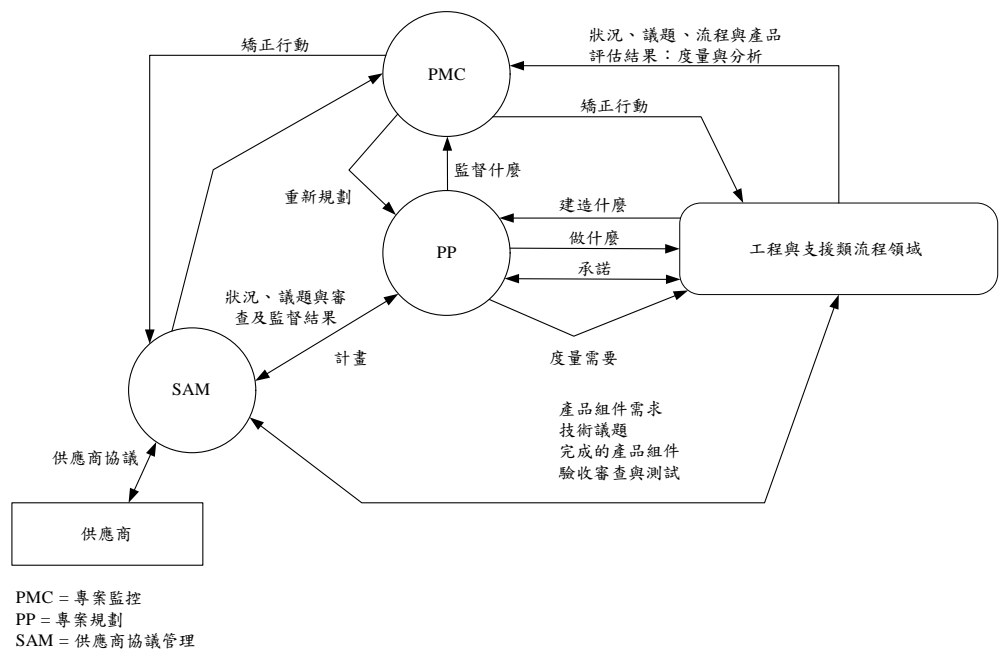 矯正行動
狀況、議題、流程與產品
評估結果：度量與分析
PMC
矯正行動
監督什麼
重新規劃
建造什麼
PP
做什麼
工程與支援類流程領域
承諾
狀況、議題與審
查及監督結果
計畫
度量需要
SAM
產品組件需求
技術議題
完成的產品組件
驗收審查與測試
供應商協議
供應商
PMC = 專案監控
PP = 專案規劃
SAM = 供應商協議管理